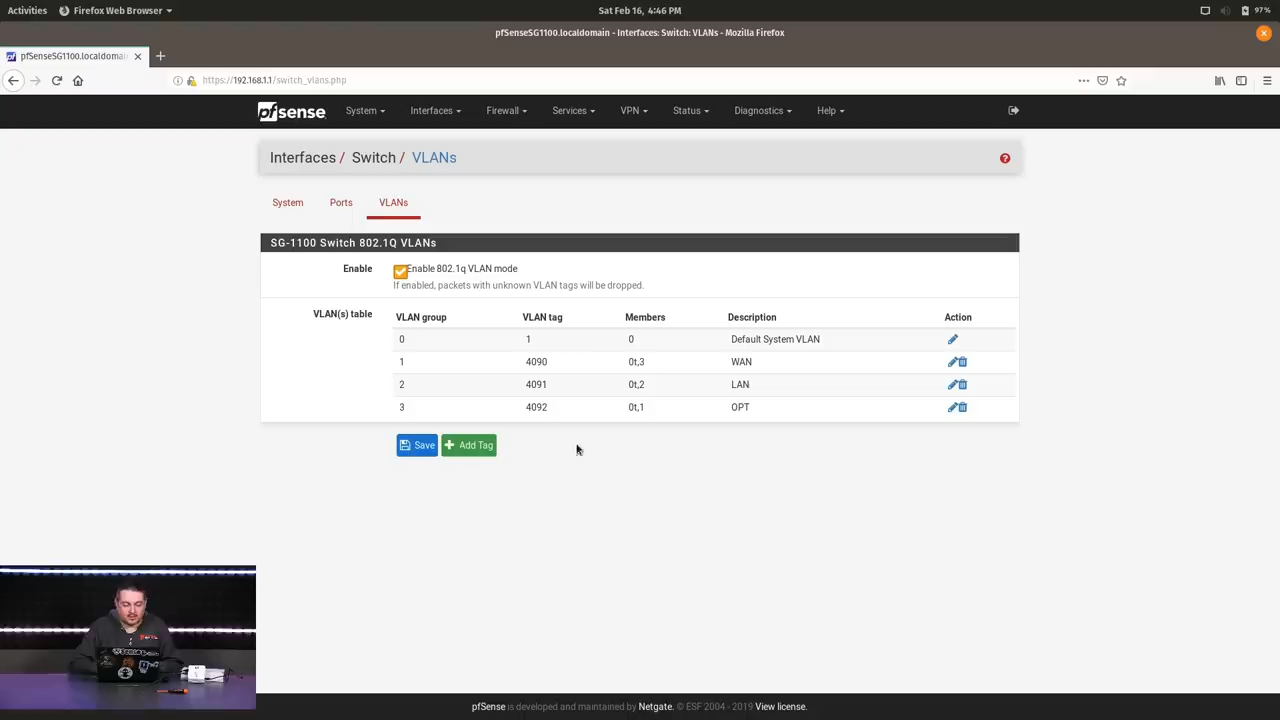 Activities Firefox Web Browser Sat Feb 16, 4:46 PM 97%
pfSenseSG1100.localdomain - Interfaces: Switch: VLANs - Mozilla Firefox
pfSenseSG1100.localdomai
https://192.168.1.1/switch_vlans.php
pfsense System Interfaces Firewall Services VPN Status Diagnostics Help
Interfaces / Switch / VLANs
System Ports VLANs
SG-1100 Switch 802.1Q VLANs
Enable Enable 802.1q VLAN mode
If enabled, packets with unknown VLAN tags will be dropped.
VLAN(s) table VLAN group VLAN tag Members Description Action
0 1 0 Default System VLAN
1 4090 0t,3 WAN
2 4091 0t,2 LAN
3 4092 0t,1 OPT
Save Add Tag
pfSense is developed and maintained by Netgate. © ESF 2004 - 2019 View license.